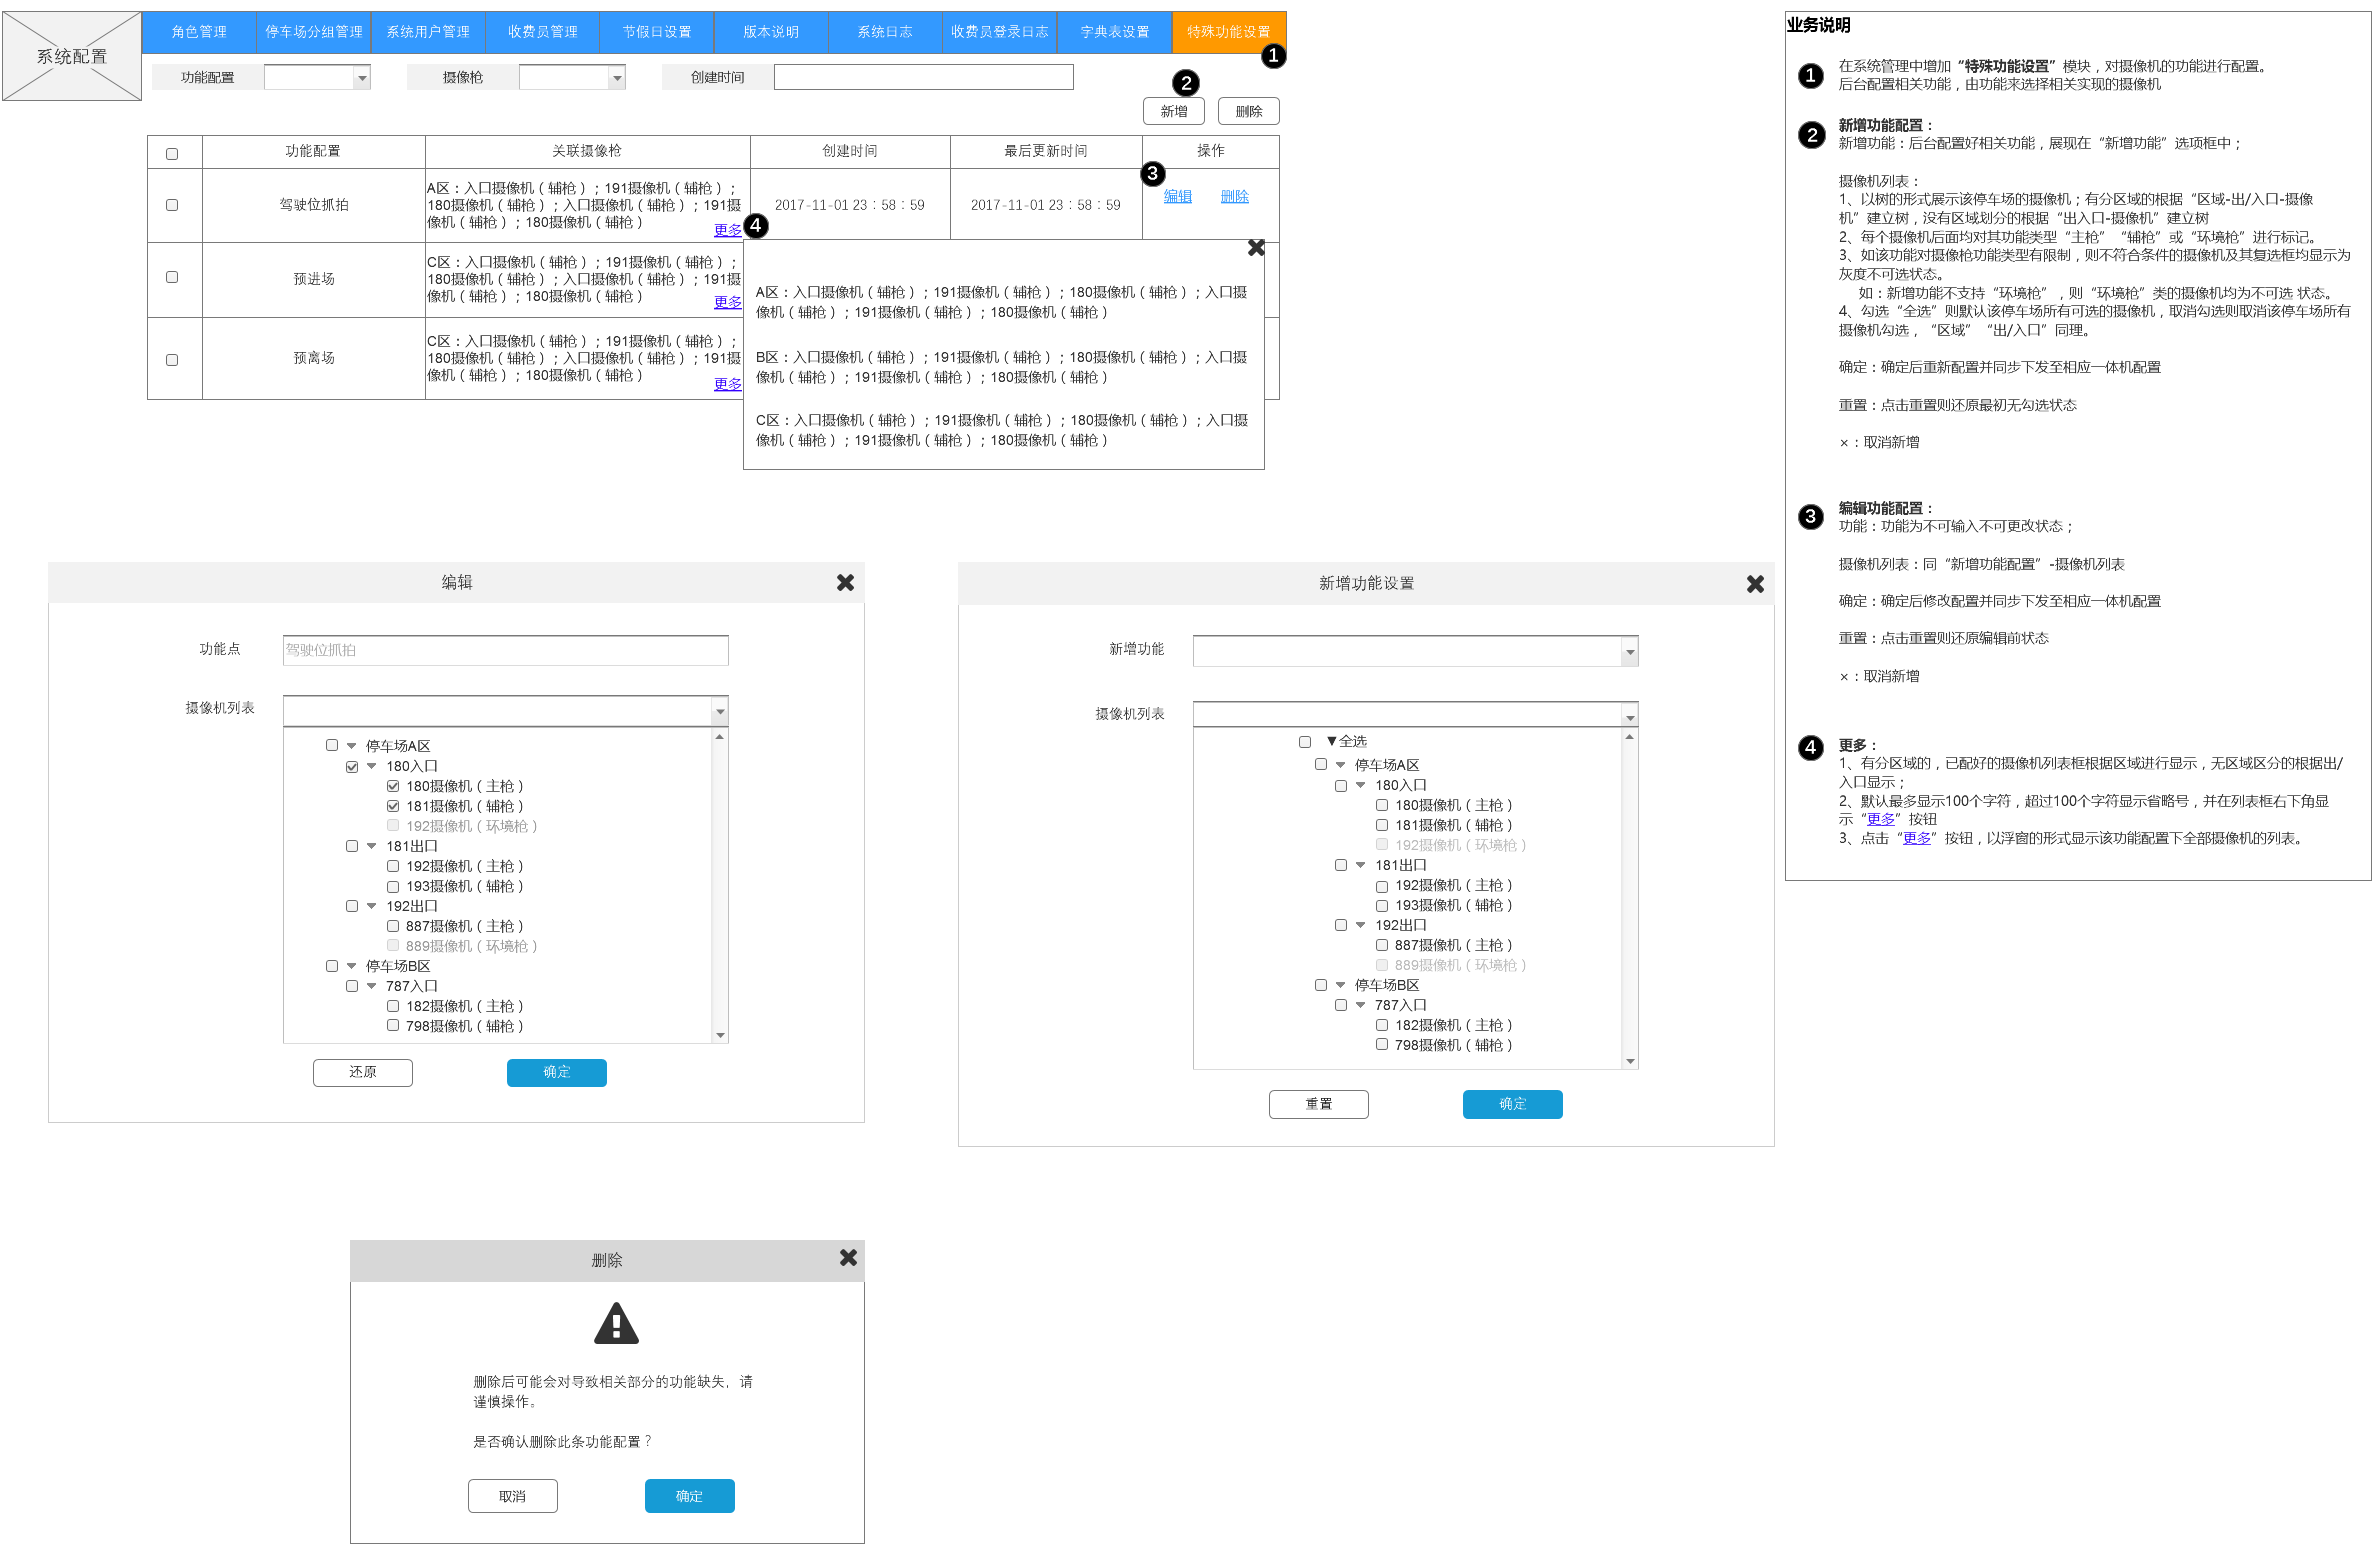 系统配置
角色管理
停车场分组管理
系统用户管理
收费员管理
节假日设置
版本说明
系统日志
收费员登录日志
字典表设置
特殊功能设置
1
功能配置
摄像枪
创建时间
2
新增
删除
功能配置
关联摄像枪
创建时间
最后更新时间
操作
驾驶位抓拍
A区：入口摄像机（辅枪）；191摄像机（辅枪）；
180摄像机（辅枪）；入口摄像机（辅枪）；191摄
像机（辅枪）；180摄像机（辅枪）
更多
2017-11-01 23：58：59
2017-11-01 23：58：59
3
编辑
删除
4
预进场
C区：入口摄像机（辅枪）；191摄像机（辅枪）；
180摄像机（辅枪）；入口摄像机（辅枪）；191摄
像机（辅枪）；180摄像机（辅枪）
更多
预离场
C区：入口摄像机（辅枪）；191摄像机（辅枪）；
180摄像机（辅枪）；入口摄像机（辅枪）；191摄
像机（辅枪）；180摄像机（辅枪）
更多
A区：入口摄像机（辅枪）；191摄像机（辅枪）；180摄像机（辅枪）；入口摄
像机（辅枪）；191摄像机（辅枪）；180摄像机（辅枪）
B区：入口摄像机（辅枪）；191摄像机（辅枪）；180摄像机（辅枪）；入口摄
像机（辅枪）；191摄像机（辅枪）；180摄像机（辅枪）
C区：入口摄像机（辅枪）；191摄像机（辅枪）；180摄像机（辅枪）；入口摄
像机（辅枪）；191摄像机（辅枪）；180摄像机（辅枪）
编辑
功能点
驾驶位抓拍
摄像机列表
停车场A区
180入口
180摄像机（主枪）
181摄像机（辅枪）
192摄像机（环境枪）
181出口
192摄像机（主枪）
193摄像机（辅枪）
192出口
887摄像机（主枪）
889摄像机（环境枪）
停车场B区
787入口
182摄像机（主枪）
798摄像机（辅枪）
还原
确定
新增功能设置
新增功能
摄像机列表
▼全选
停车场A区
180入口
180摄像机（主枪）
181摄像机（辅枪）
192摄像机（环境枪）
181出口
192摄像机（主枪）
193摄像机（辅枪）
192出口
887摄像机（主枪）
889摄像机（环境枪）
停车场B区
787入口
182摄像机（主枪）
798摄像机（辅枪）
重置
确定
删除
删除后可能会对导致相关部分的功能缺失，请
谨慎操作。
是否确认删除此条功能配置？
取消
确定
业务说明
1
在系统管理中增加“特殊功能设置”模块，对摄像机的功能进行配置。
后台配置相关功能，由功能来选择相关实现的摄像机
2
新增功能配置：
新增功能：后台配置好相关功能，展现在“新增功能”选项框中；
摄像机列表：
1、以树的形式展示该停车场的摄像机；有分区域的根据“区域-出/入口-摄像
机”建立树，没有区域划分的根据“出入口-摄像机”建立树
2、每个摄像机后面均对其功能类型“主枪”“辅枪”或“环境枪”进行标记。
3、如该功能对摄像枪功能类型有限制，则不符合条件的摄像机及其复选框均显示为
灰度不可选状态。
如：新增功能不支持“环境枪”，则“环境枪”类的摄像机均为不可选 状态。
4、勾选“全选”则默认该停车场所有可选的摄像机，取消勾选则取消该停车场所有
摄像机勾选，“区域”“出/入口”同理。
确定：确定后重新配置并同步下发至相应一体机配置
重置：点击重置则还原最初无勾选状态
×：取消新增
3
编辑功能配置：
功能：功能为不可输入不可更改状态；
摄像机列表：同“新增功能配置”-摄像机列表
确定：确定后修改配置并同步下发至相应一体机配置
重置：点击重置则还原编辑前状态
×：取消新增
4
更多：
1、有分区域的，已配好的摄像机列表框根据区域进行显示，无区域区分的根据出/
入口显示；
2、默认最多显示100个字符，超过100个字符显示省略号，并在列表框右下角显
示“更多”按钮
3、点击“更多”按钮，以浮窗的形式显示该功能配置下全部摄像机的列表。